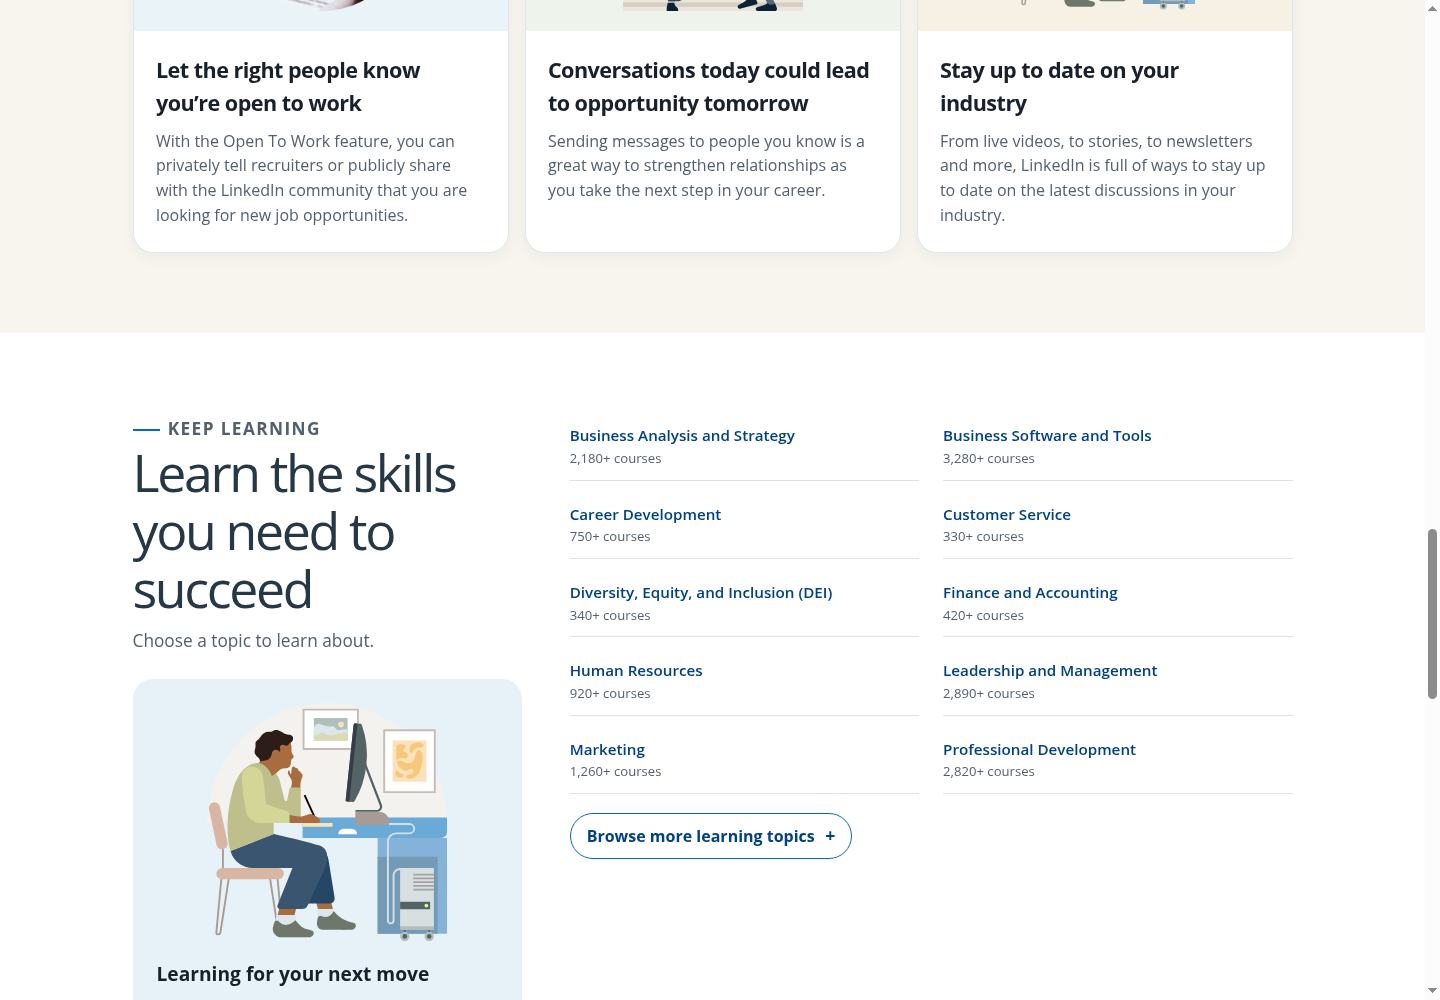 Let the right people know
you’re open to work
With the Open To Work feature, you can
privately tell recruiters or publicly share
with the LinkedIn community that you are
looking for new job opportunities.
Conversations today could lead
to opportunity tomorrow
Sending messages to people you know is a
great way to strengthen relationships as
you take the next step in your career.
Stay up to date on your
industry
From live videos, to stories, to newsletters
and more, LinkedIn is full of ways to stay up
to date on the latest discussions in your
industry.
KEEP LEARNING
Learn the skills
you need to
succeed
Choose a topic to learn about.
Learning for your next move
Business Analysis and Strategy
2,180+ courses
Business Software and Tools
3,280+ courses
Career Development
750+ courses
Customer Service
330+ courses
Diversity, Equity, and Inclusion (DEI)
340+ courses
Finance and Accounting
420+ courses
Human Resources
920+ courses
Leadership and Management
2,890+ courses
Marketing
1,260+ courses
Professional Development
2,820+ courses
Browse more learning topics +